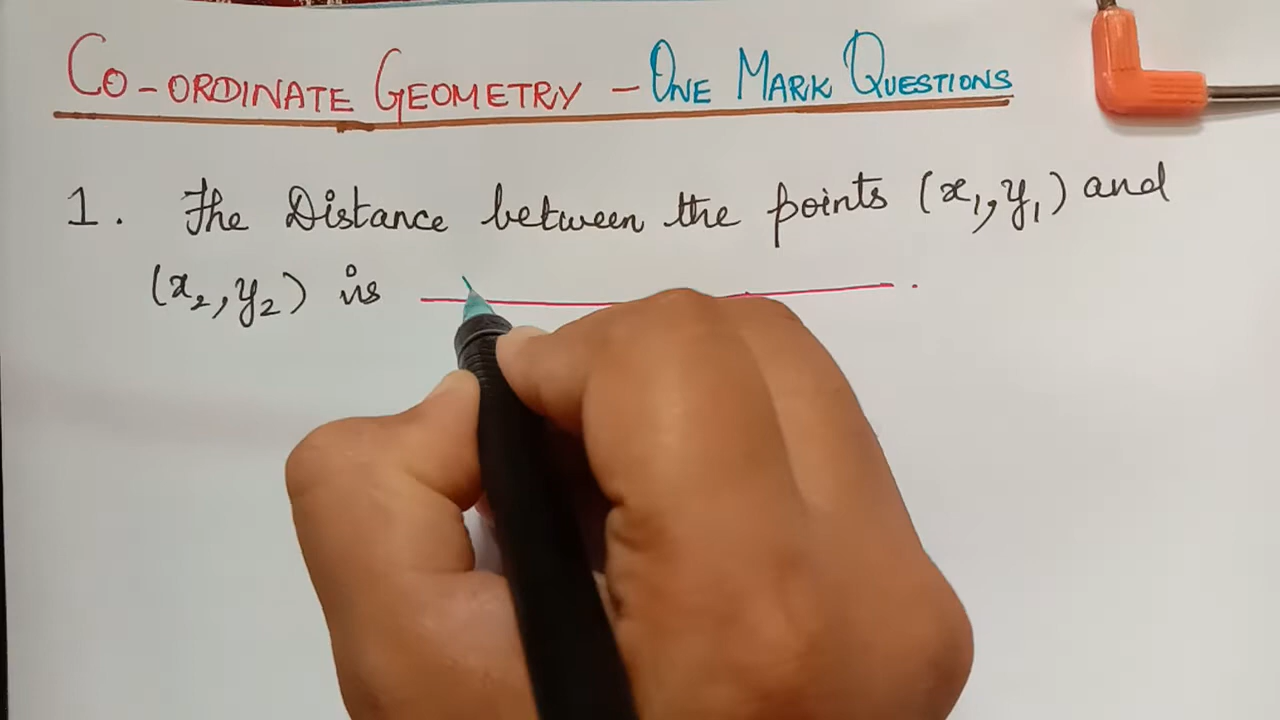 CO-ORDINATE GEOMETRY - ONE MARK QUESTIONS
1. The Distance between the points (x₁,y₁) and
(x₂,y₂) is ________.